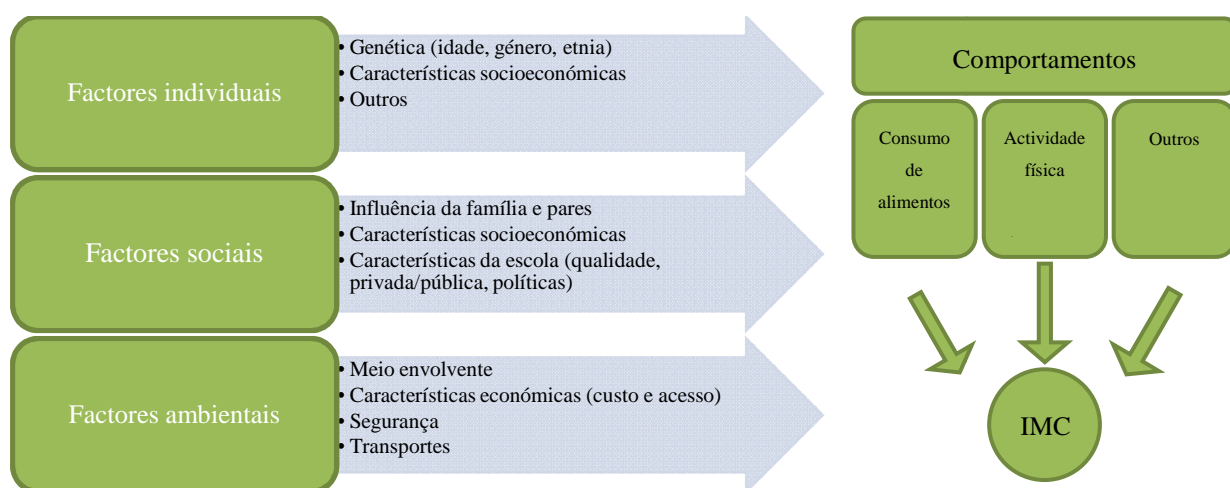 Factores individuais
• Genética (idade, género, etnia)
• Características socioeconómicas
• Outros
Factores sociais
• Influência da família e pares
• Características socioeconómicas
• Características da escola (qualidade,
privada/pública, políticas)
Factores ambientais
• Meio envolvente
• Características económicas (custo e acesso)
• Segurança
• Transportes
Comportamentos
Consumo
de
alimentos
Actividade
física
Outros
IMC